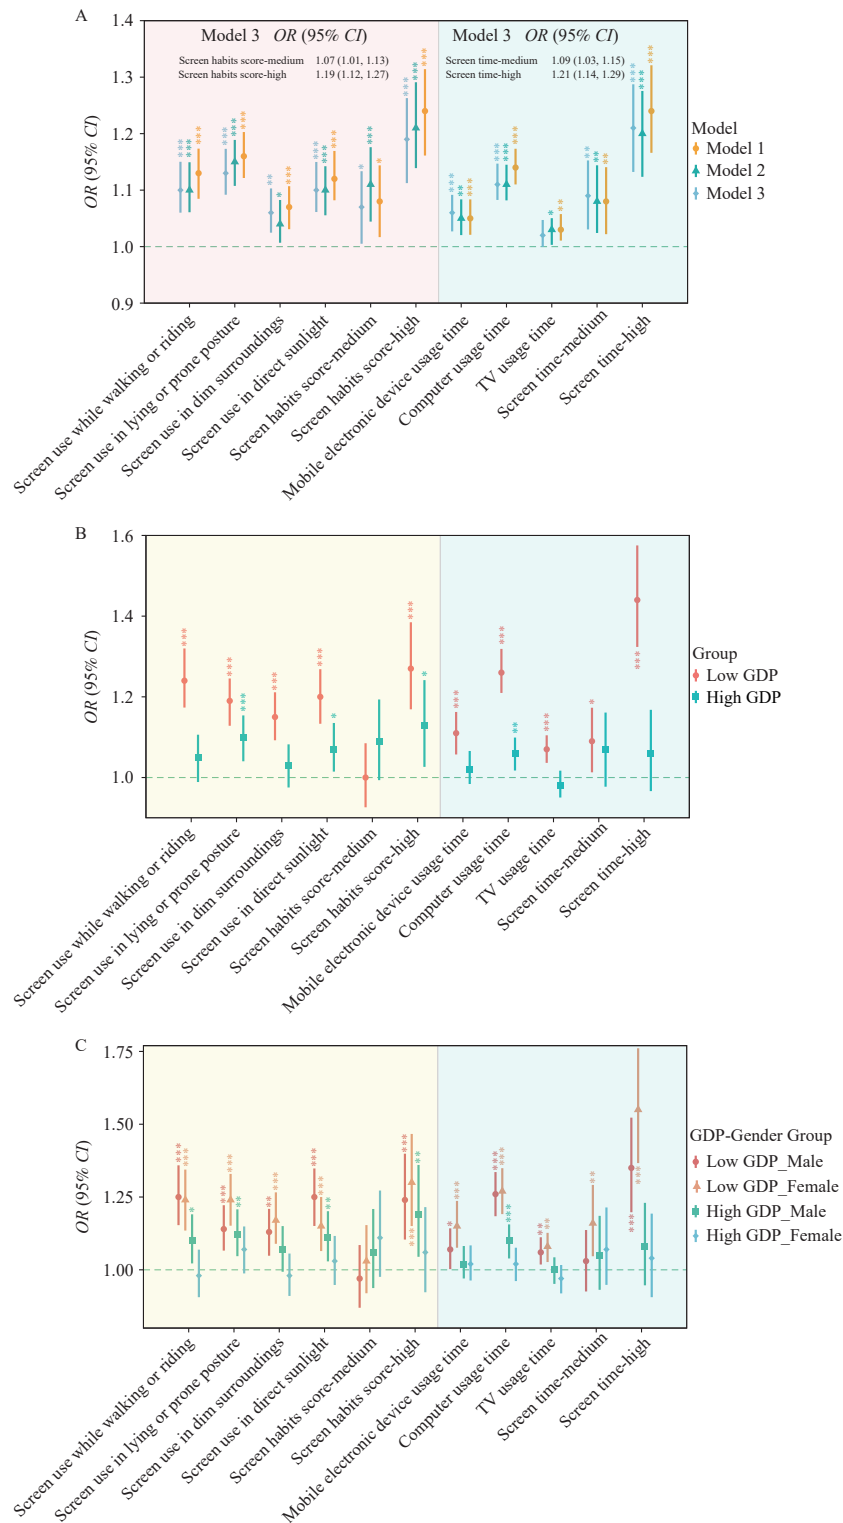 A
1.4
1.3
1.2
1.1
1.0
0.9
OR (95% CI)
Model 3 OR (95% CI)
Screen habits score-medium 1.07 (1.01, 1.13)
Screen habits score-high 1.19 (1.12, 1.27)
Model 3 OR (95% CI)
Screen time-medium 1.09 (1.03, 1.15)
Screen time-high 1.21 (1.14, 1.29)
Model
Model 1
Model 2
Model 3
Screen use while walking or riding
Screen use in lying or prone posture
Screen use in dim surroundings
Screen use in direct sunlight
Screen habits score-medium
Screen habits score-high
Mobile electronic device usage time
Computer usage time
TV usage time
Screen time-medium
Screen time-high
B
1.6
1.4
1.2
1.0
OR (95% CI)
Group
Low GDP
High GDP
Screen use while walking or riding
Screen use in lying or prone posture
Screen use in dim surroundings
Screen use in direct sunlight
Screen habits score-medium
Screen habits score-high
Mobile electronic device usage time
Computer usage time
TV usage time
Screen time-medium
Screen time-high
C
1.75
1.50
1.25
1.00
OR (95% CI)
GDP-Gender Group
Low GDP_Male
Low GDP_Female
High GDP_Male
High GDP_Female
Screen use while walking or riding
Screen use in lying or prone posture
Screen use in dim surroundings
Screen use in direct sunlight
Screen habits score-medium
Screen habits score-high
Mobile electronic device usage time
Computer usage time
TV usage time
Screen time-medium
Screen time-high